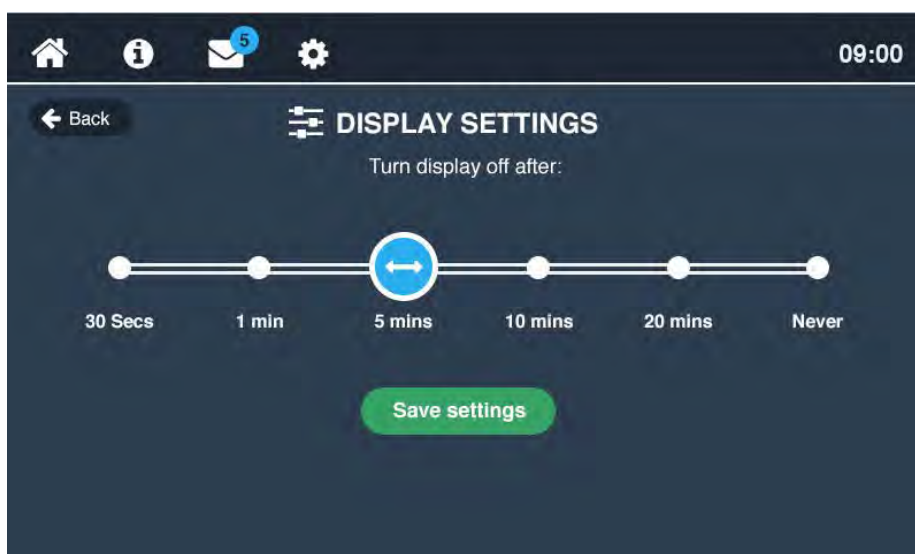 5
09:00
Back
DISPLAY SETTINGS
Turn display off after:
30 Secs 1 min 5 mins 10 mins 20 mins Never
Save settings